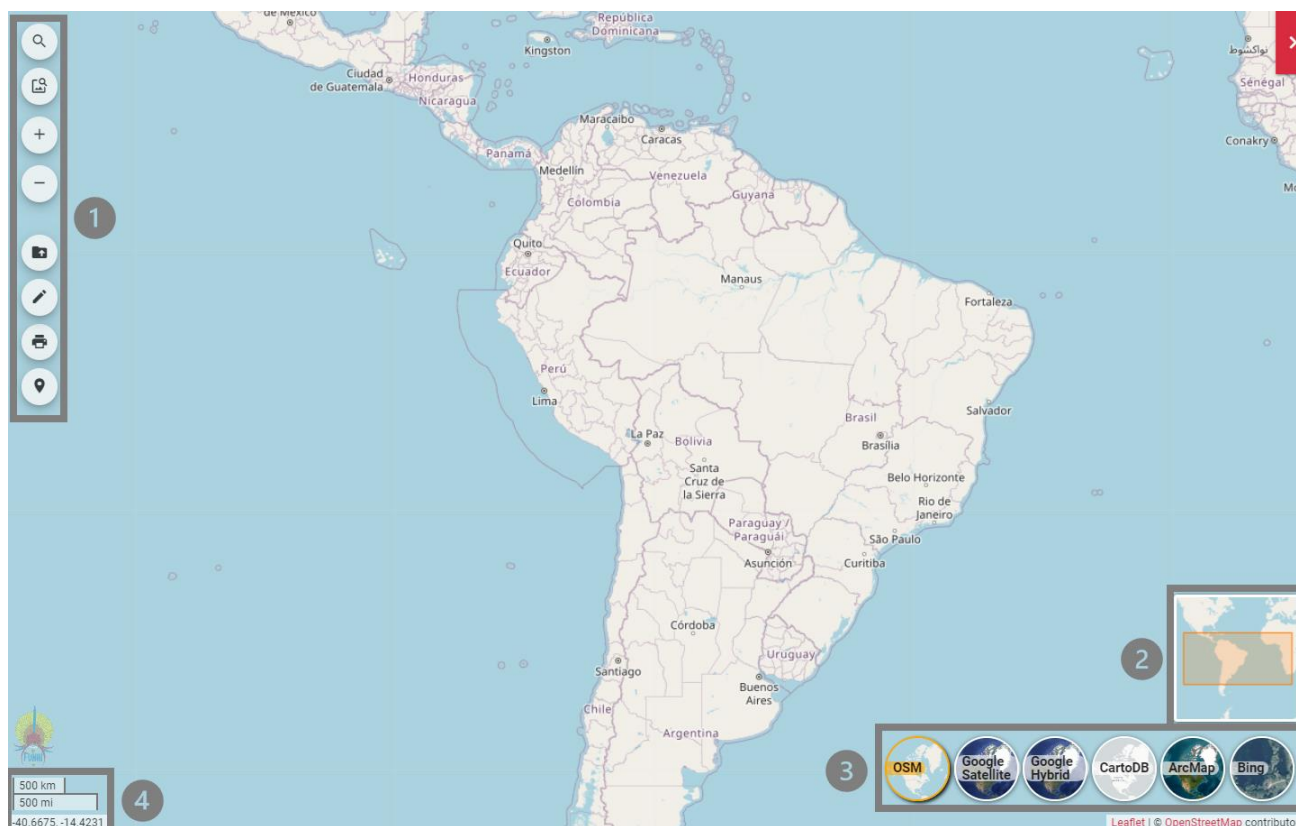 de México
República
Dominicana
Kingston
Ciudad
de Guatemala
Honduras
Nicaragua
نواكشوط
Sénégal
Maracaibo
Caracas
Conakry
Panamá
Medellín
Venezuela
Guyana
Colombia
Quito
Ecuador
Manaus
Fortaleza
1
Perú
Lima
Salvador
Brasil
La Paz
Bolivia
Brasília
Santa
Cruz de
la Sierra
Belo Horizonte
Rio de
Janeiro
Paraguay /
Paraguái
São Paulo
Asunción
Curitiba
Córdoba
Uruguay
Santiago
2
Buenos
Aires
Chile
Argentina
FUNAI
3
OSM
Google
Satellite
Google
Hybrid
CartoDB
ArcMap
Bing
500 km
500 mi
4
-40.6675, -14.4231
Leaflet | © OpenStreetMap contributo